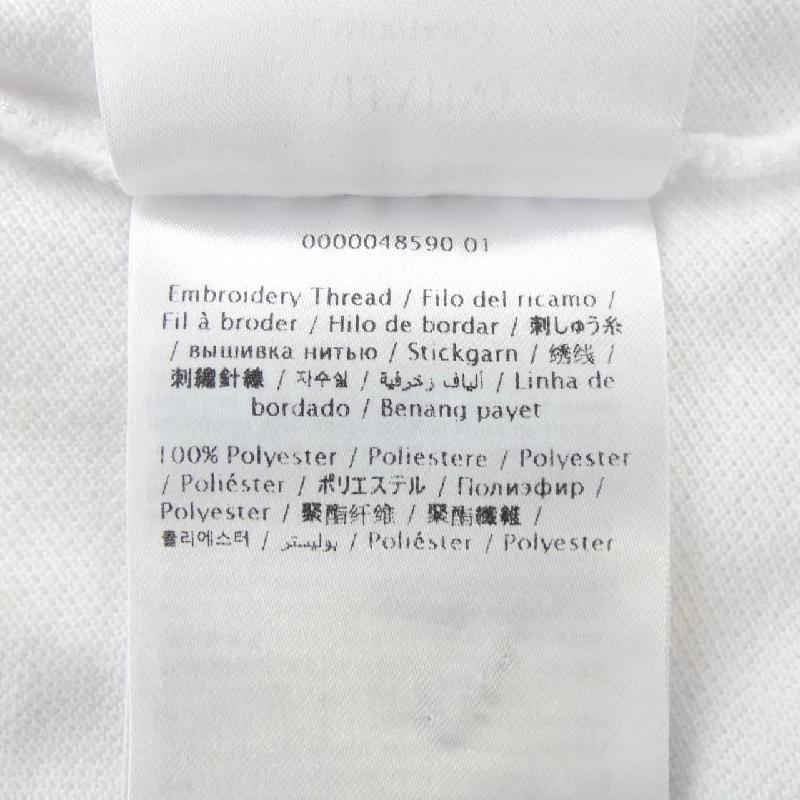 0000048590 01
Embroidery Thread / Filo del ricamo /
Fil à broder / Hilo de bordar / 刺しゅう糸
/ вышивка нитью / Stickgarn / 绣线 /
刺繡針線 / 자수실 / ألياف زخرفية / Linha de
bordado / Benang payet
100% Polyester / Poliestere / Polyester
/ Poliéster / ポリエステル / Полиэфир /
Polyester / 聚酯纤维 / 聚酯纖維 /
폴리에스터 / بوليستر / Poliéster / Polyester